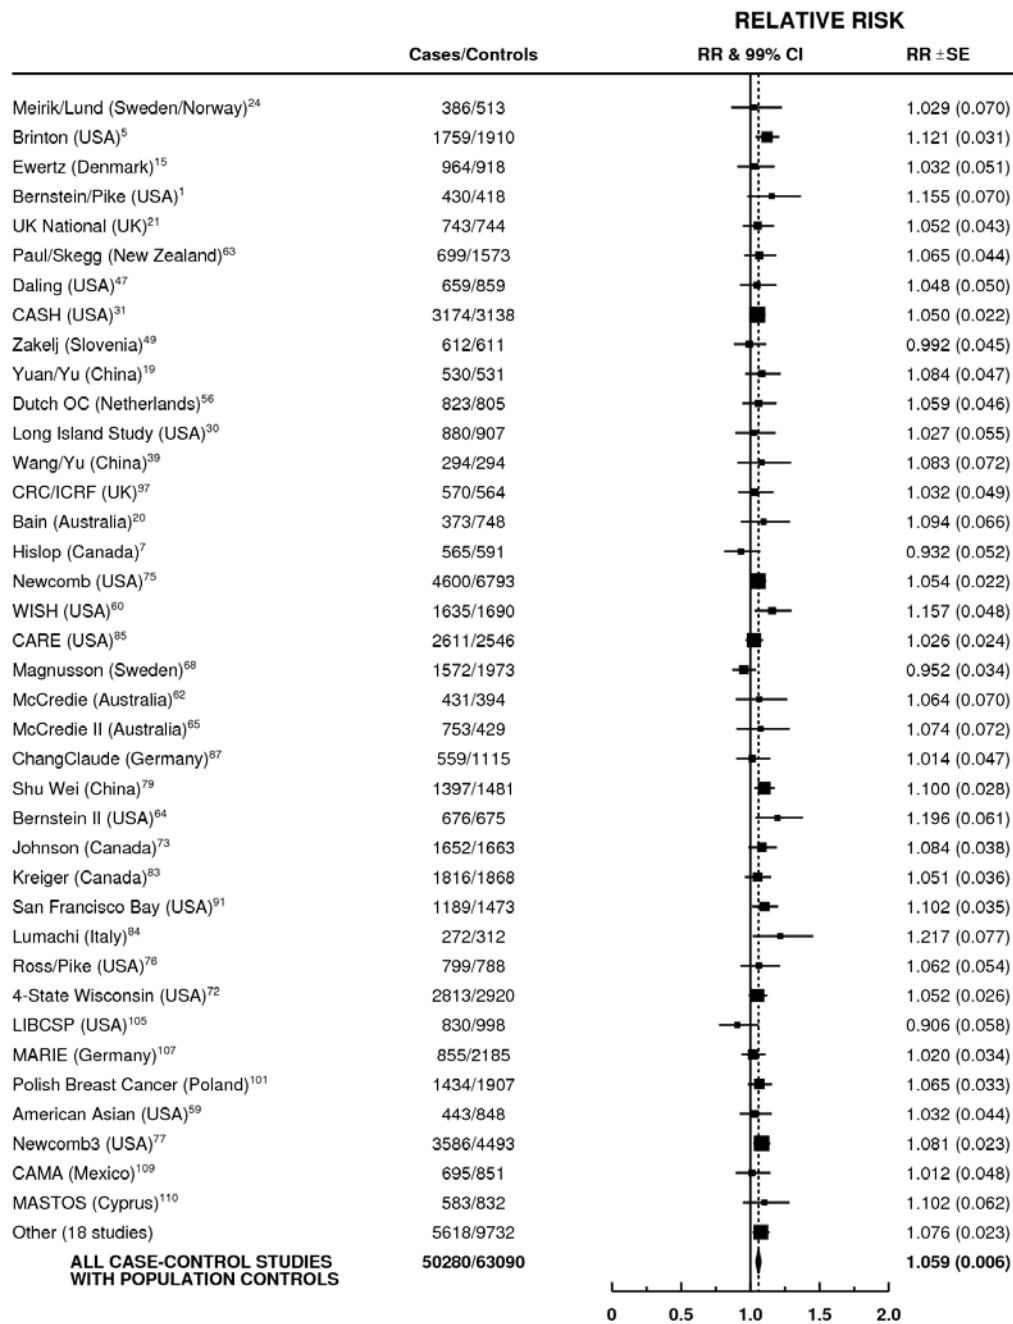 RELATIVE RISK
Cases/Controls RR & 99% CI RR ±SE
Meirik/Lund (Sweden/Norway)24 386/513 1.029 (0.070)
Brinton (USA)5 1759/1910 1.121 (0.031)
Ewertz (Denmark)15 964/918 1.032 (0.051)
Bernstein/Pike (USA)1 430/418 1.155 (0.070)
UK National (UK)21 743/744 1.052 (0.043)
Paul/Skegg (New Zealand)63 699/1573 1.065 (0.044)
Daling (USA)47 659/859 1.048 (0.050)
CASH (USA)31 3174/3138 1.050 (0.022)
Zakelj (Slovenia)49 612/611 0.992 (0.045)
Yuan/Yu (China)19 530/531 1.084 (0.047)
Dutch OC (Netherlands)56 823/805 1.059 (0.046)
Long Island Study (USA)30 880/907 1.027 (0.055)
Wang/Yu (China)39 294/294 1.083 (0.072)
CRC/ICRF (UK)97 570/564 1.032 (0.049)
Bain (Australia)20 373/748 1.094 (0.066)
Hislop (Canada)7 565/591 0.932 (0.052)
Newcomb (USA)75 4600/6793 1.054 (0.022)
WISH (USA)60 1635/1690 1.157 (0.048)
CARE (USA)85 2611/2546 1.026 (0.024)
Magnusson (Sweden)68 1572/1973 0.952 (0.034)
McCredie (Australia)62 431/394 1.064 (0.070)
McCredie II (Australia)65 753/429 1.074 (0.072)
ChangClaude (Germany)87 559/1115 1.014 (0.047)
Shu Wei (China)79 1397/1481 1.100 (0.028)
Bernstein II (USA)64 676/675 1.196 (0.061)
Johnson (Canada)73 1652/1663 1.084 (0.038)
Kreiger (Canada)83 1816/1868 1.051 (0.036)
San Francisco Bay (USA)91 1189/1473 1.102 (0.035)
Lumachi (Italy)84 272/312 1.217 (0.077)
Ross/Pike (USA)76 799/788 1.062 (0.054)
4-State Wisconsin (USA)72 2813/2920 1.052 (0.026)
LIBCSP (USA)105 830/998 0.906 (0.058)
MARIE (Germany)107 855/2185 1.020 (0.034)
Polish Breast Cancer (Poland)101 1434/1907 1.065 (0.033)
American Asian (USA)59 443/848 1.032 (0.044)
Newcomb3 (USA)77 3586/4493 1.081 (0.023)
CAMA (Mexico)109 695/851 1.012 (0.048)
MASTOS (Cyprus)110 583/832 1.102 (0.062)
Other (18 studies) 5618/9732 1.076 (0.023)
ALL CASE-CONTROL STUDIES 50280/63090 1.059 (0.006)
WITH POPULATION CONTROLS
0 0.5 1.0 1.5 2.0